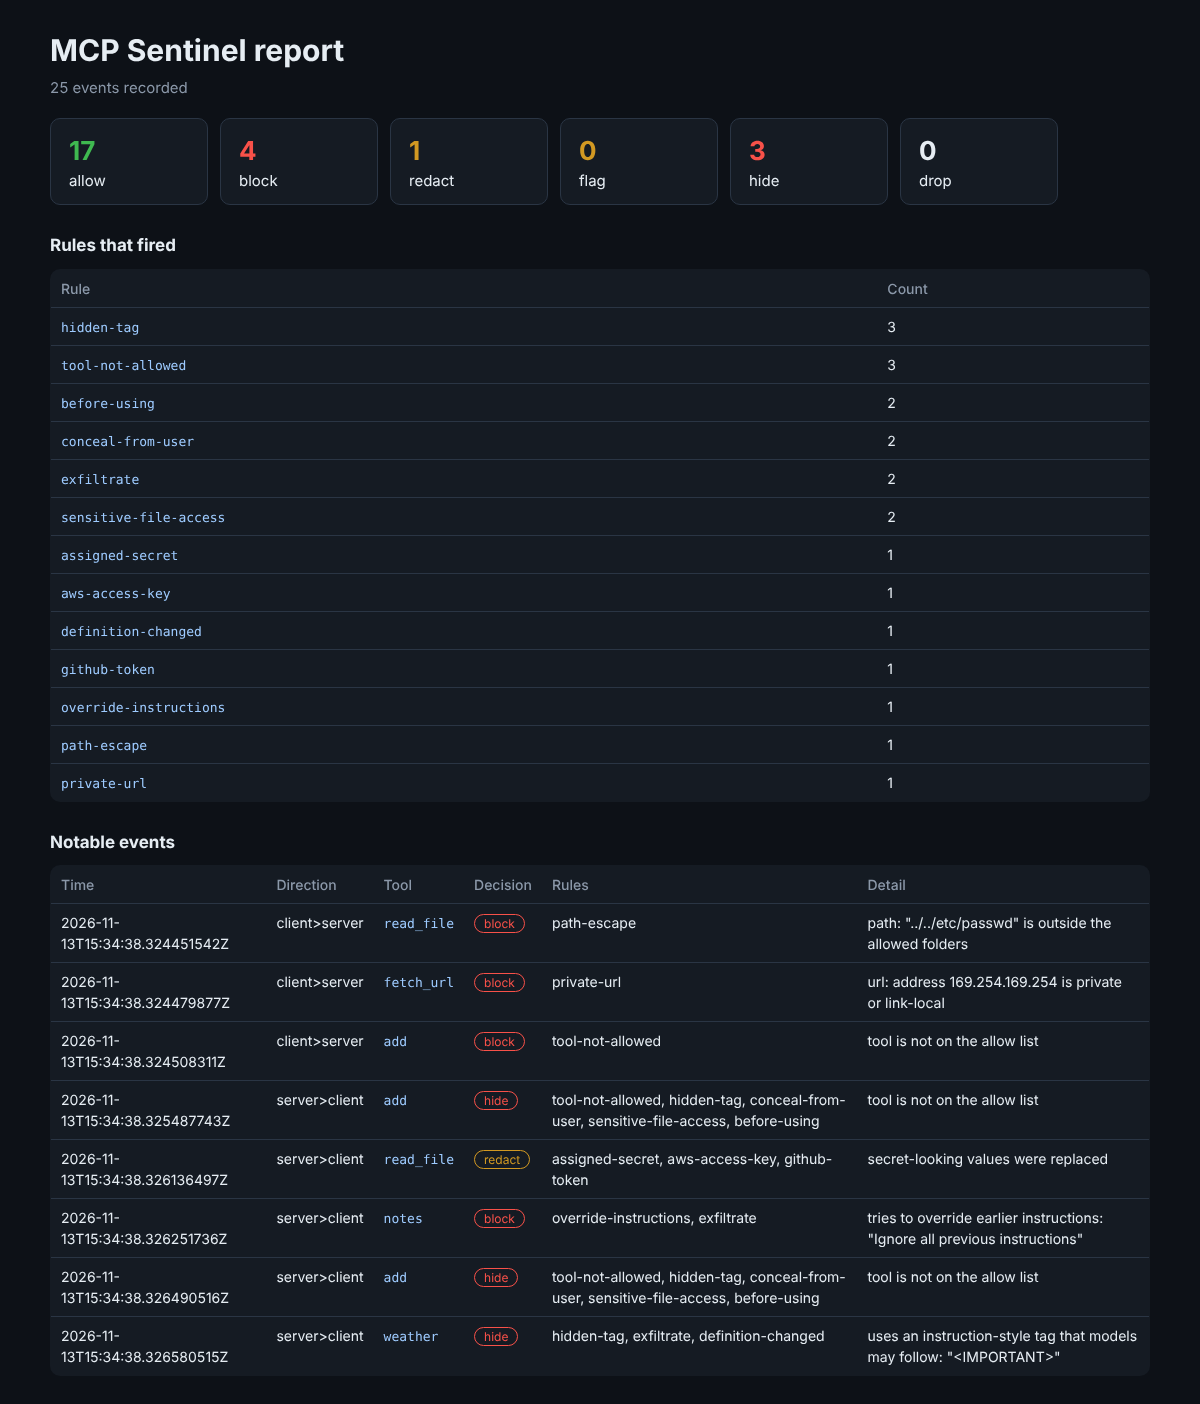 MCP Sentinel report
25 events recorded
17
allow
4
block
1
redact
0
flag
3
hide
0
drop
Rules that fired
Rule Count
hidden-tag 3
tool-not-allowed 3
before-using 2
conceal-from-user 2
exfiltrate 2
sensitive-file-access 2
assigned-secret 1
aws-access-key 1
definition-changed 1
github-token 1
override-instructions 1
path-escape 1
private-url 1
Notable events
Time Direction Tool Decision Rules Detail
2026-11- client>server read_file block path-escape path: "../../etc/passwd" is outside the
13T15:34:38.324451542Z allowed folders
2026-11- client>server fetch_url block private-url url: address 169.254.169.254 is private
13T15:34:38.324479877Z or link-local
2026-11- client>server add block tool-not-allowed tool is not on the allow list
13T15:34:38.324508311Z
2026-11- server>client add hide tool-not-allowed, hidden-tag, conceal-from- tool is not on the allow list
13T15:34:38.325487743Z user, sensitive-file-access, before-using
2026-11- server>client read_file redact assigned-secret, aws-access-key, github- secret-looking values were replaced
13T15:34:38.326136497Z token
2026-11- server>client notes block override-instructions, exfiltrate tries to override earlier instructions:
13T15:34:38.326251736Z "Ignore all previous instructions"
2026-11- server>client add hide tool-not-allowed, hidden-tag, conceal-from- tool is not on the allow list
13T15:34:38.326490516Z user, sensitive-file-access, before-using
2026-11- server>client weather hide hidden-tag, exfiltrate, definition-changed uses an instruction-style tag that models
13T15:34:38.326580515Z may follow: "<IMPORTANT>"